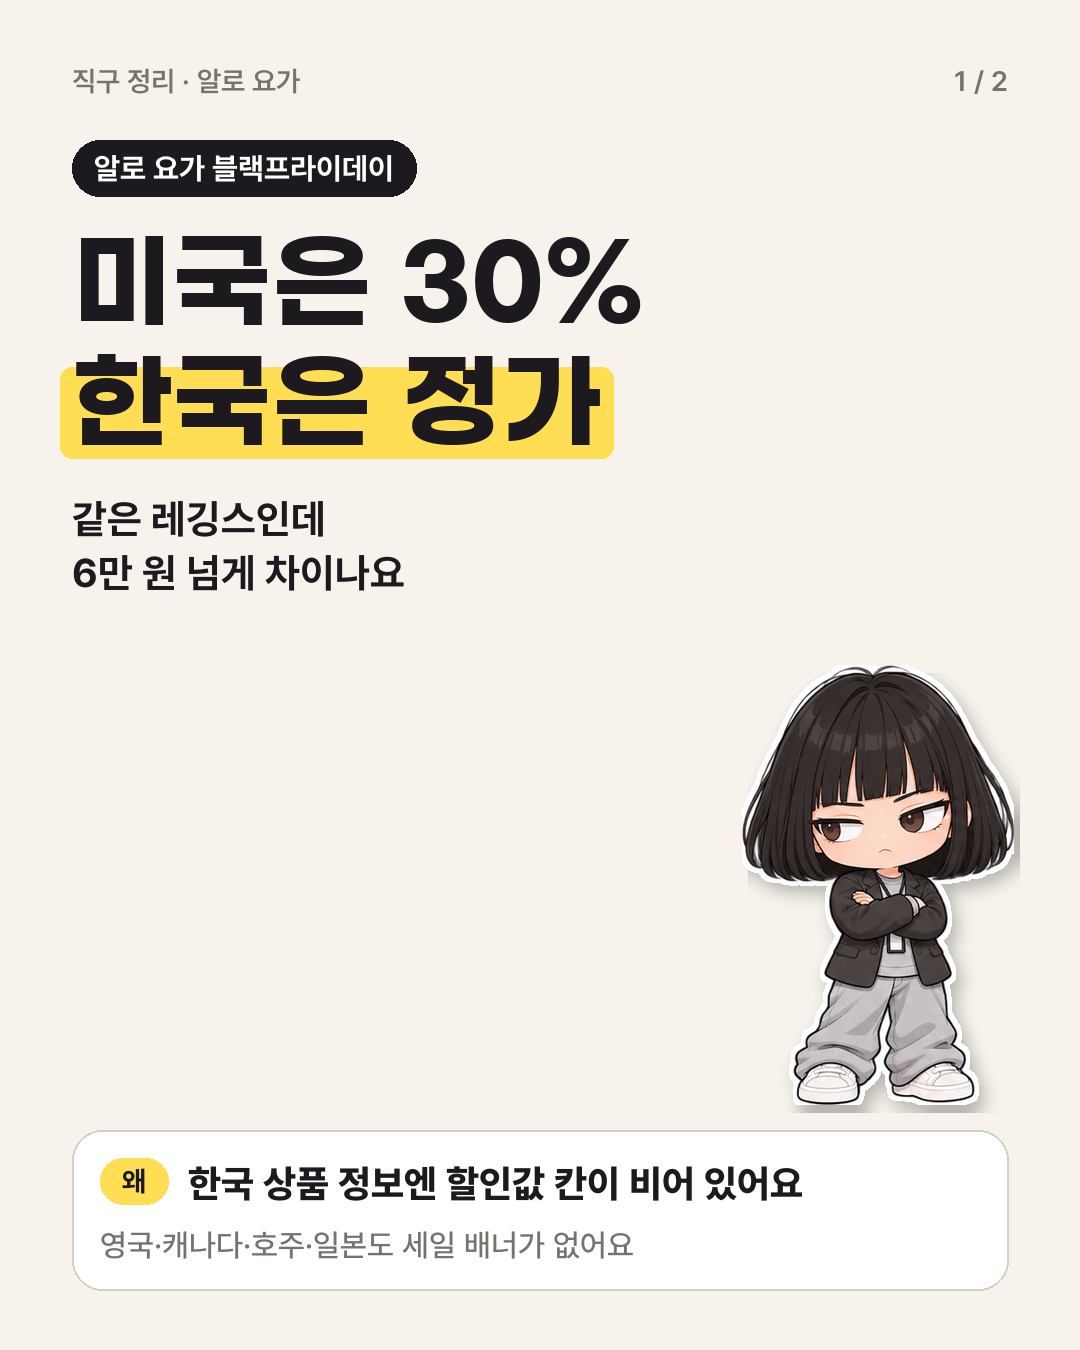 직구 정리 · 알로 요가
1 / 2
알로 요가 블랙프라이데이
미국은 30%
한국은 정가
같은 레깅스인데
6만 원 넘게 차이나요
왜 한국 상품 정보엔 할인값 칸이 비어 있어요
영국·캐나다·호주·일본도 세일 배너가 없어요